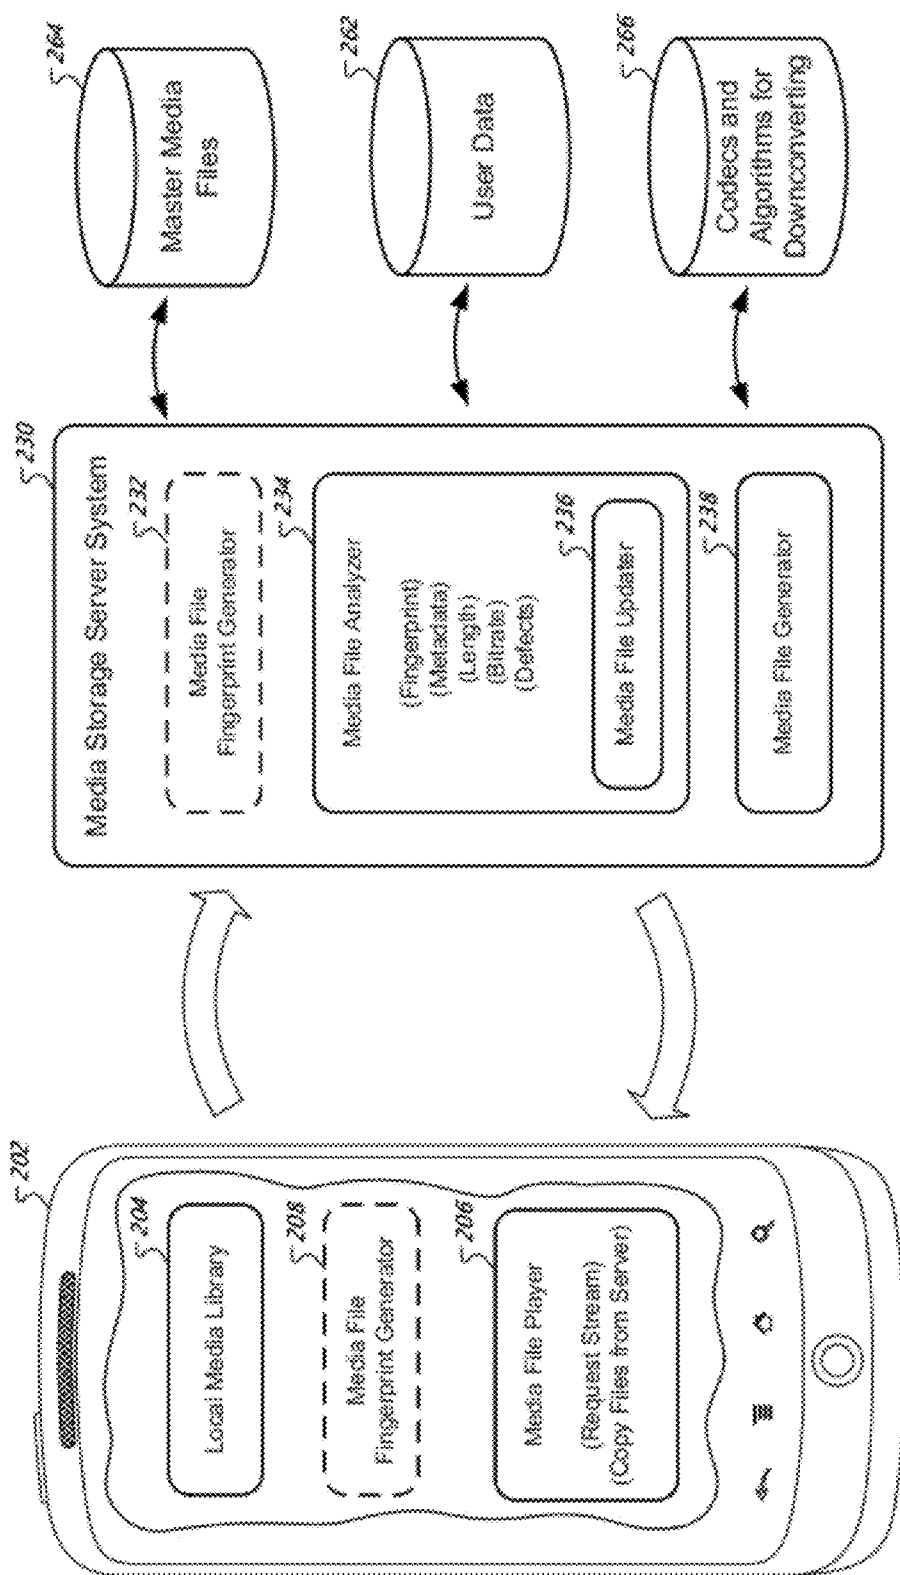 202
204
Local Media Library
208
Media File
Fingerprint Generator
206
Media File Player
(Request Stream)
(Copy Files from Server)
230
Media Storage Server System
232
Media File
Fingerprint Generator
234
Media File Analyzer
(Fingerprint)
(Metadata)
(Length)
(Bitrate)
(Defects)
236
Media File Updater
238
Media File Generator
264
Master Media
Files
262
User Data
266
Codecs and
Algorithms for
Downconverting